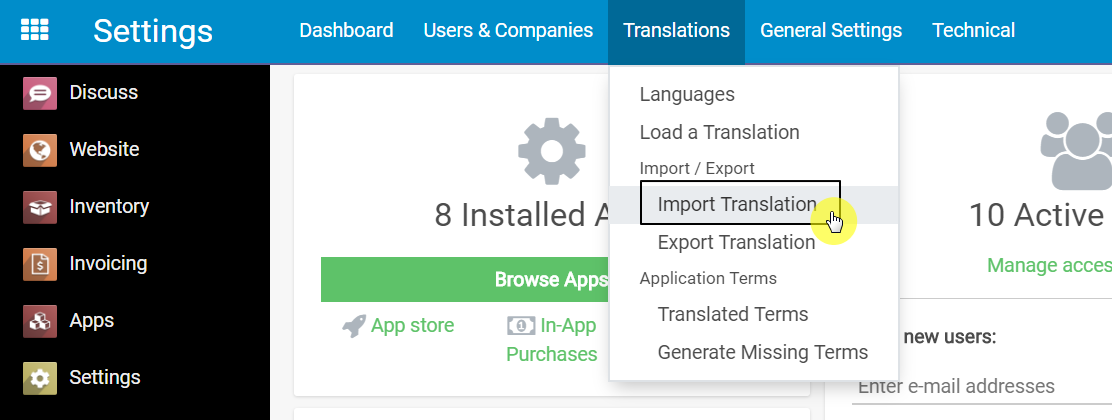 Settings
Dashboard
Users & Companies
Translations
General Settings
Technical
Discuss
Website
Inventory
Invoicing
Apps
Settings
Languages
Load a Translation
Import / Export
Import Translation
Export Translation
Application Terms
Translated Terms
Generate Missing Terms
8 Installed A
Browse Apps
App store
In-App
Purchases
10 Active
Manage acces
new users:
Enter e-mail addresses